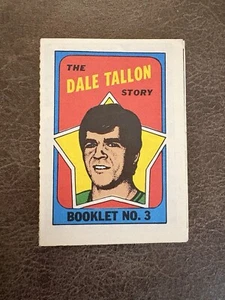 THE
DALE TALLON
STORY
BOOKLET NO. 3